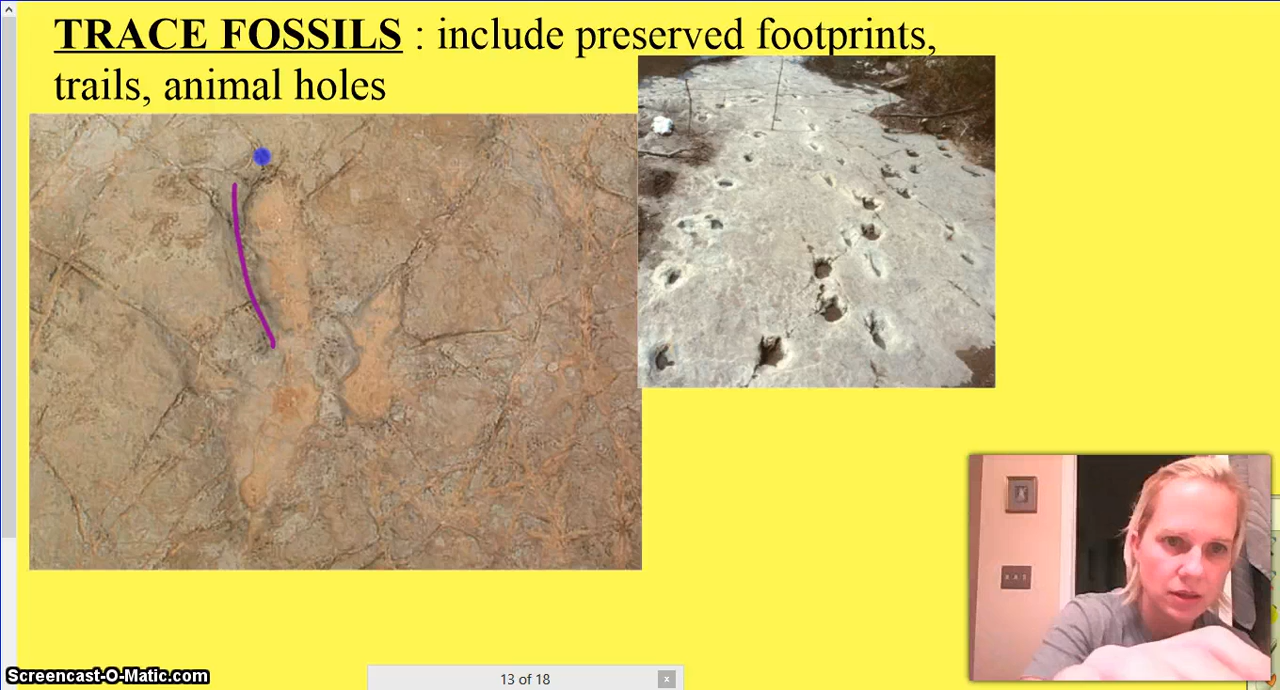 TRACE FOSSILS : include preserved footprints,
trails, animal holes
13 of 18
x
Screencast-O-Matic.com